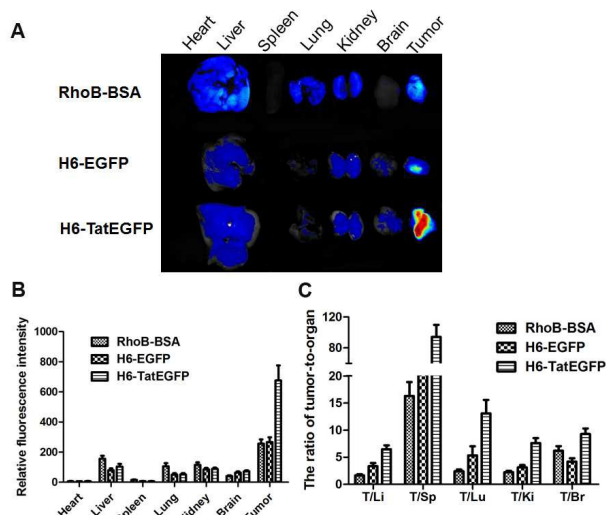 A
Heart Liver Spleen Lung Kidney Brain Tumor
RhoB-BSA
H6-EGFP
H6-TatEGFP
B
Relative fluorescence intensity
1000
800
600
400
200
0
RhoB-BSA
H6-EGFP
H6-TatEGFP
Heart Liver Spleen Lung Kidney Brain Tumor
C
The ratio of tumor-to-organ
120
80
40
20
15
10
5
0
RhoB-BSA
H6-EGFP
H6-TatEGFP
T/Li T/Sp T/Lu T/Ki T/Br